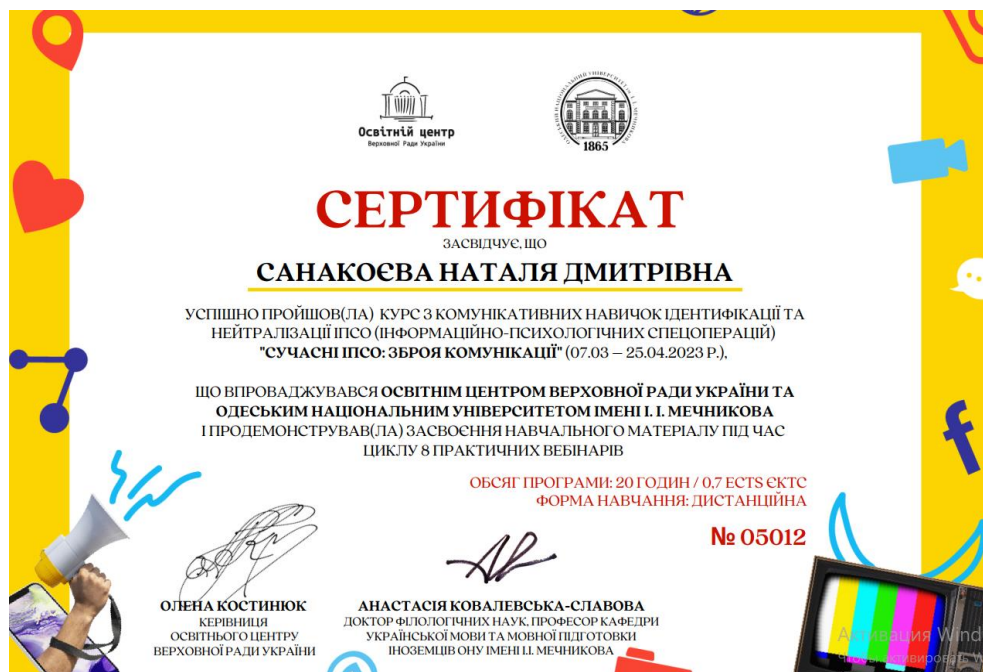 Освітній центр
Верховної Ради України
1865
СЕРТИФІКАТ
ЗАСВІДЧУЄ, ЩО
САНАКОЄВА НАТАЛЯ ДМИТРІВНА
УСПІШНО ПРОЙШОВ(ЛА) КУРС З КОМУНІКАТИВНИХ НАВИЧОК ІДЕНТИФІКАЦІЇ ТА
НЕЙТРАЛІЗАЦІЇ ІПСО (ІНФОРМАЦІЙНО-ПСИХОЛОГІЧНИХ СПЕЦОПЕРАЦІЙ)
"СУЧАСНІ ІПСО: ЗБРОЯ КОМУНІКАЦІЇ" (07.03 – 25.04.2023 Р.),
ЩО ВПРОВАДЖУВАВСЯ ОСВІТНІМ ЦЕНТРОМ ВЕРХОВНОЇ РАДИ УКРАЇНИ ТА
ОДЕСЬКИМ НАЦІОНАЛЬНИМ УНІВЕРСИТЕТОМ ІМЕНІ І. І. МЕЧНИКОВА
І ПРОДЕМОНСТРУВАВ(ЛА) ЗАСВОЄННЯ НАВЧАЛЬНОГО МАТЕРІАЛУ ПІД ЧАС
ЦИКЛУ 8 ПРАКТИЧНИХ ВЕБІНАРІВ
ОБСЯГ ПРОГРАМИ: 20 ГОДИН / 0,7 ECTS ЄКТС
ФОРМА НАВЧАННЯ: ДИСТАНЦІЙНА
№ 05012
ОЛЕНА КОСТИНЮК
КЕРІВНИЦЯ
ОСВІТНЬОГО ЦЕНТРУ
ВЕРХОВНОЇ РАДИ УКРАЇНИ
АНАСТАСІЯ КОВАЛЕВСЬКА-СЛАВОВА
ДОКТОР ФІЛОЛОГІЧНИХ НАУК, ПРОФЕСОР КАФЕДРИ
УКРАЇНСЬКОЇ МОВИ ТА МОВНОЇ ПІДГОТОВКИ
ІНОЗЕМЦІВ ОНУ ІМЕНІ І.І. МЕЧНИКОВА
Активация Wind